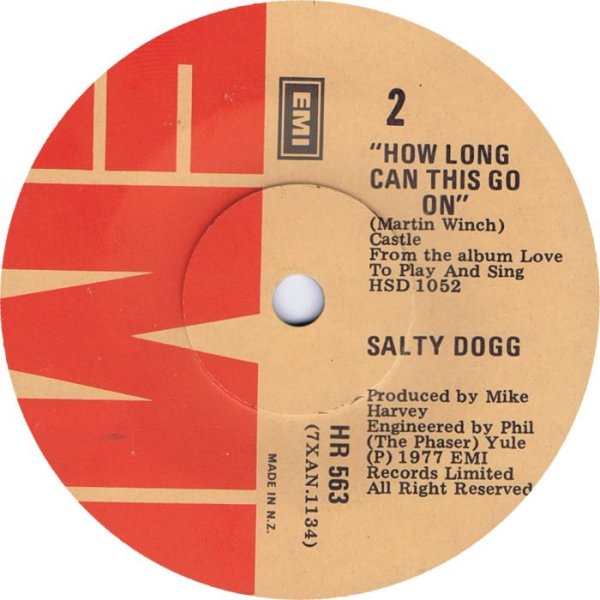 EMI
2
"HOW LONG
CAN THIS GO
ON"
(Martin Winch)
Castle
From the album Love
To Play And Sing
HSD 1052
SALTY DOGG
Produced by Mike
Harvey
Engineered by Phil
(The Phaser) Yule
(P) 1977 EMI
Records Limited
All Right Reserved
HR 563
(7XAN.1134)
MADE IN N.Z.